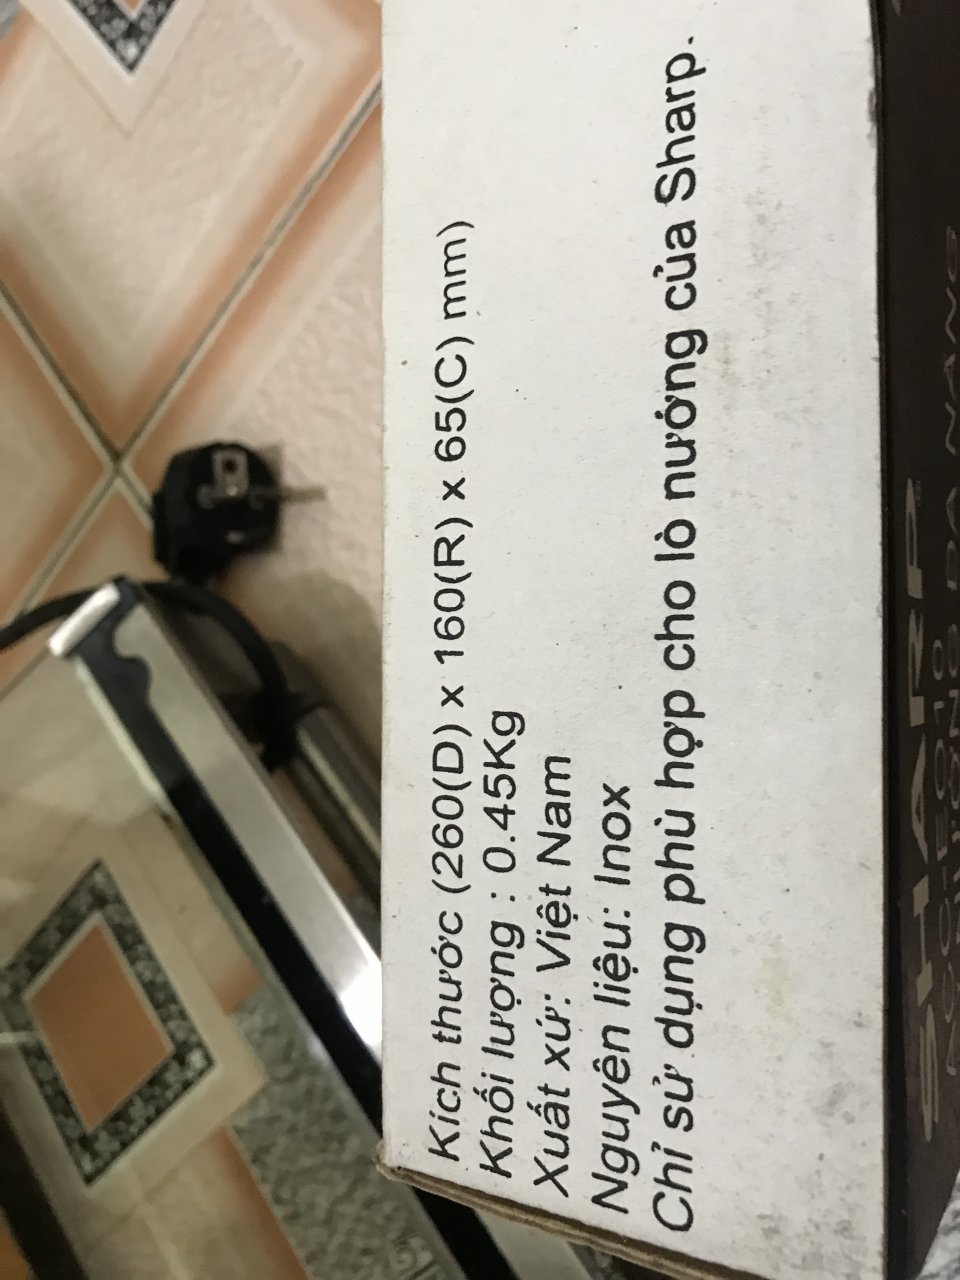 Kích thước (260(D) x 160(R) x 65(C) mm)
Khối lượng : 0.45Kg
Xuất xứ: Việt Nam
Nguyên liệu: Inox
Chỉ sử dụng phù hợp cho lò nướng của Sharp.
SHARP